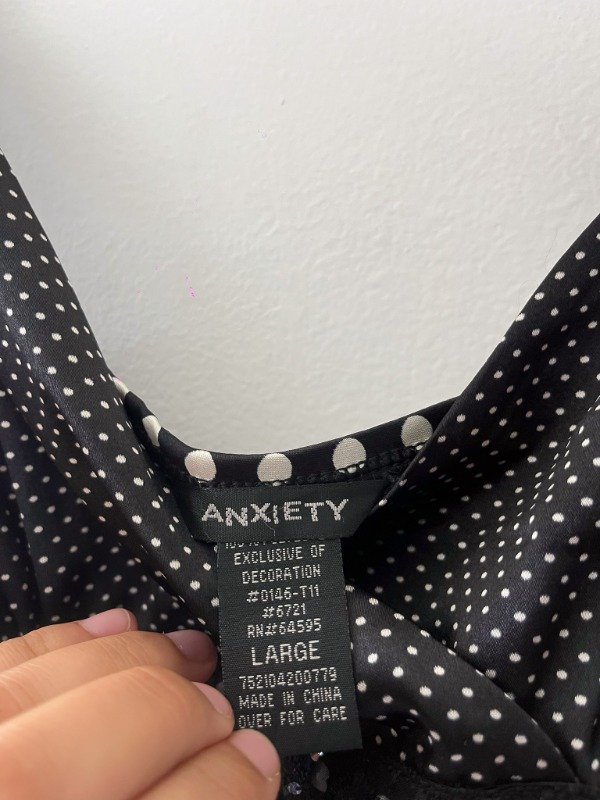 ANXIETY
EXCLUSIVE OF
DECORATION
#0146-T11
#6721
RN#64595
LARGE
752104200779
MADE IN CHINA
OVER FOR CARE